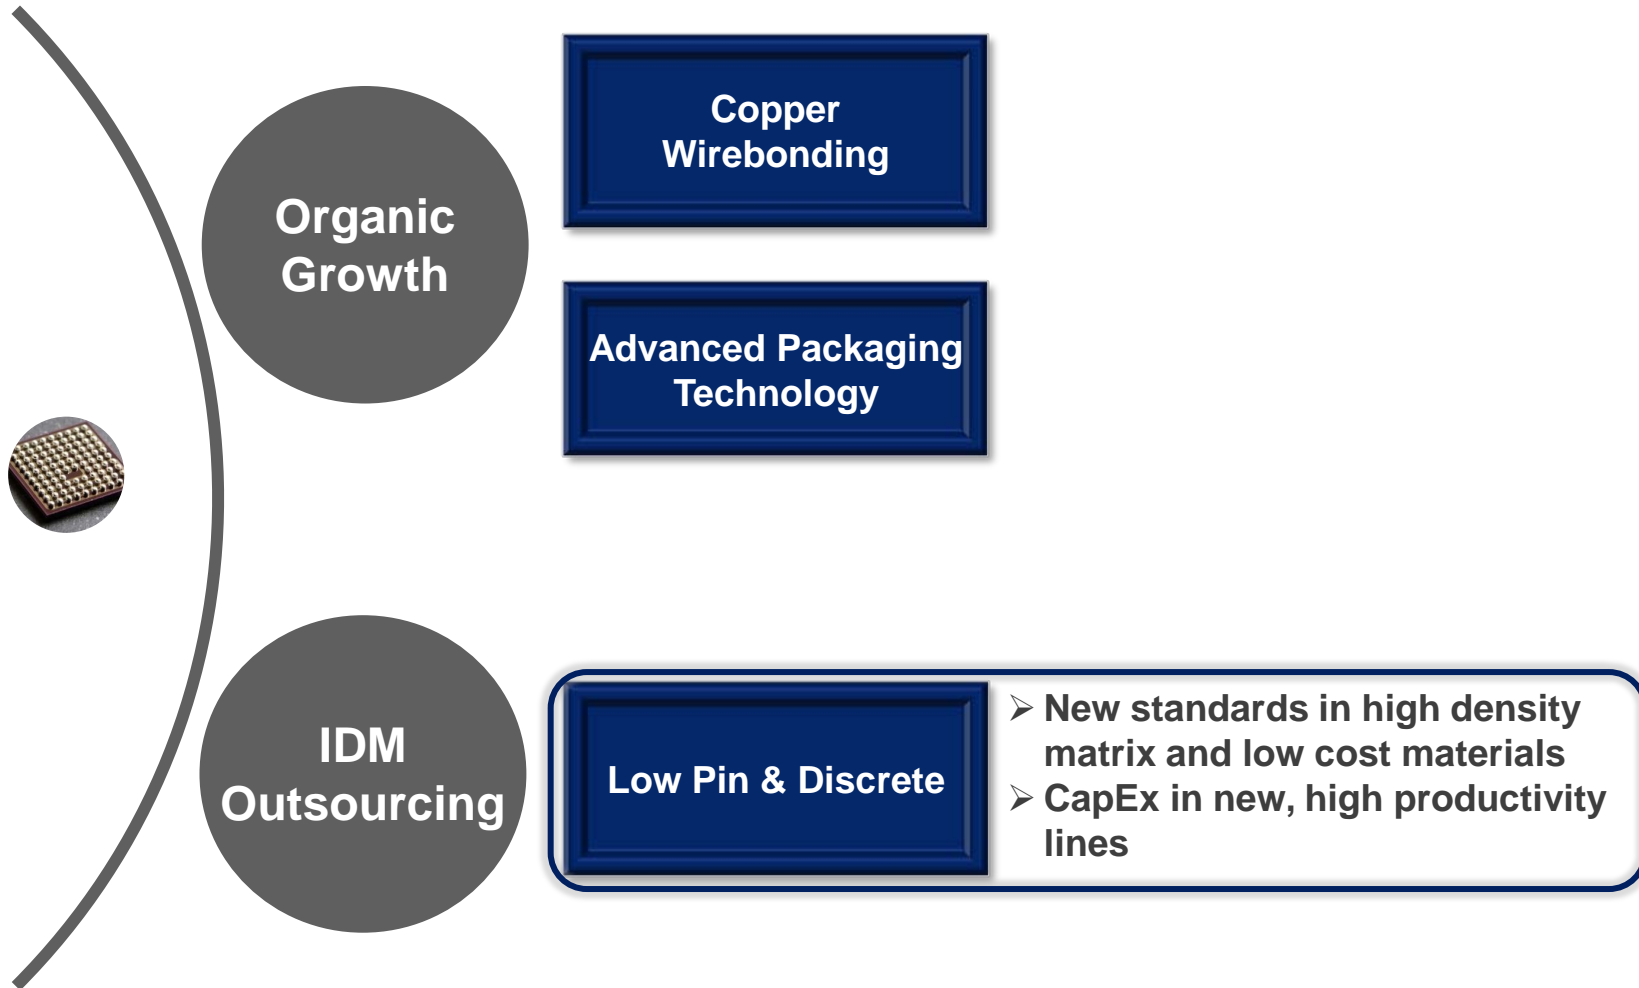 Copper
Wirebonding
Organic
Growth
Advanced Packaging
Technology
IDM
Outsourcing
Low Pin & Discrete
➢ New standards in high density
matrix and low cost materials
➢ CapEx in new, high productivity
lines